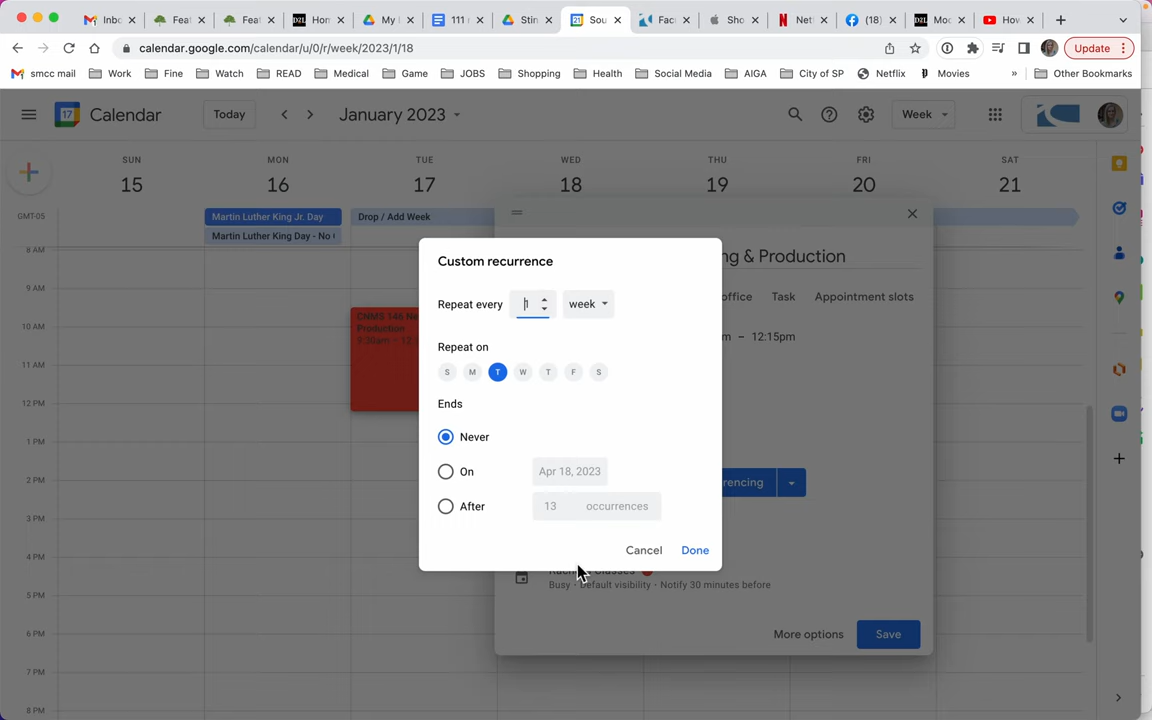 Inbo
Feat
Feat
Hom
My I
111 r
Stin
Sou
Fac
Sho
Netf
(18)
Moo
How
calendar.google.com/calendar/u/0/r/week/2023/1/18
Update
smcc mail
Work
Fine
Watch
READ
Medical
Game
JOBS
Shopping
Health
Social Media
AIGA
City of SP
Netflix
Movies
»
Other Bookmarks
17
Calendar
Today
January 2023
Week
SUN
MON
TUE
WED
THU
FRI
SAT
15
16
17
18
19
20
21
GMT-05
Martin Luther King Jr. Day
Drop / Add Week
Martin Luther King Day - No
8 AM
9 AM
10 AM
11 AM
12 PM
1 PM
2 PM
3 PM
4 PM
5 PM
6 PM
7 PM
8 PM
CNMS 146 Ne
Production
9:30am – 12:
ng & Production
office
Task
Appointment slots
m – 12:15pm
rencing
Custom recurrence
Repeat every
1
week
Repeat on
S
M
T
W
T
F
S
Ends
Never
On
Apr 18, 2023
After
13
occurrences
Cancel
Done
Busy · Default visibility · Notify 30 minutes before
More options
Save